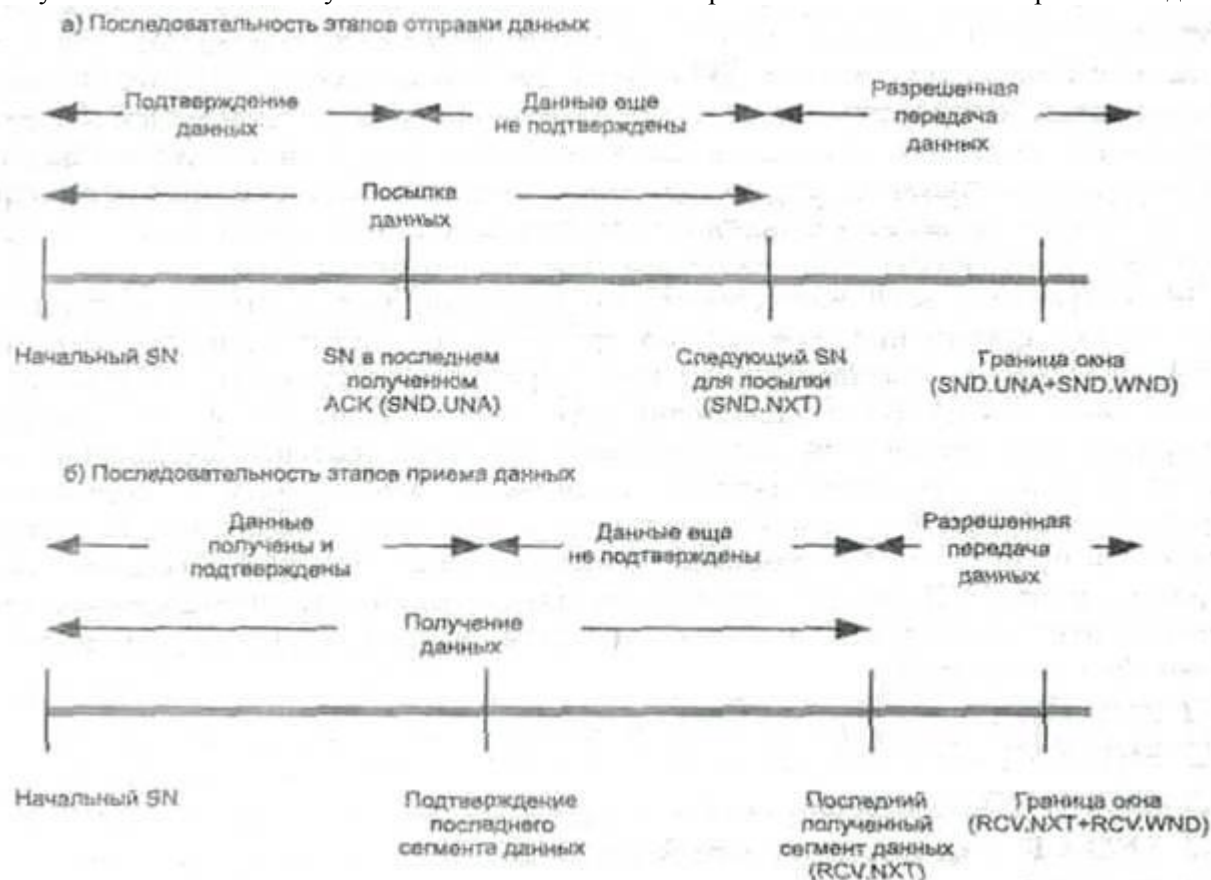 а) Последовательность этапов отправки данных
Подтверждение
данных
Данные еще
не подтверждены
Разрешенная
передача
данных
Посылка
данных
Начальный SN
SN в последнем
полученном
ACK (SND.UNA)
Следующий SN
для посылки
(SND.NXT)
Граница окна
(SND.UNA+SND.WND)
б) Последовательность этапов приема данных
Данные
получены и
подтверждены
Данные еще
не подтверждены
Разрешенная
передача
данных
Получение
данных
Начальный SN
Подтверждение
последнего
сегмента данных
Последний
полученный
сегмент данных
(RCV.NXT)
Граница окна
(RCV.NXT+RCV.WND)